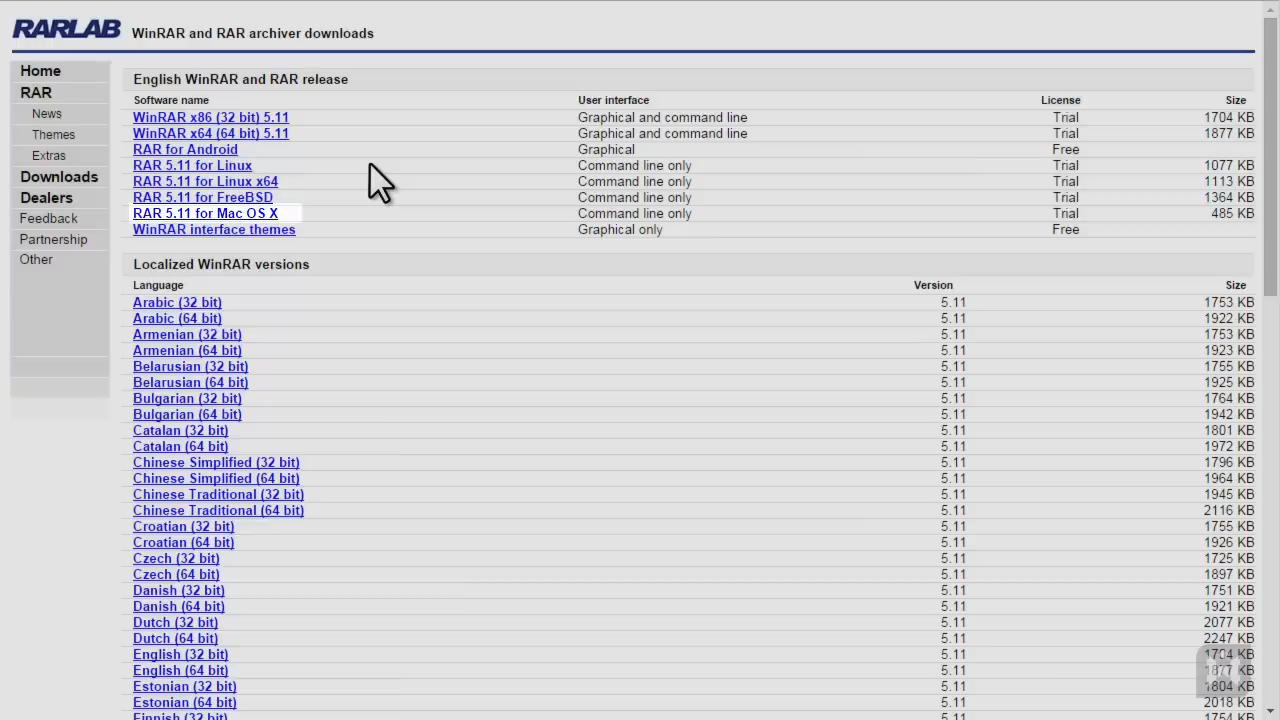 RARLAB WinRAR and RAR archiver downloads
Home
RAR
News
Themes
Extras
Downloads
Dealers
Feedback
Partnership
Other
English WinRAR and RAR release
Software name User interface License Size
WinRAR x86 (32 bit) 5.11 Graphical and command line Trial 1704 KB
WinRAR x64 (64 bit) 5.11 Graphical and command line Trial 1877 KB
RAR for Android Graphical Free
RAR 5.11 for Linux Command line only Trial 1077 KB
RAR 5.11 for Linux x64 Command line only Trial 1113 KB
RAR 5.11 for FreeBSD Command line only Trial 1364 KB
RAR 5.11 for Mac OS X Command line only Trial 485 KB
WinRAR interface themes Graphical only Free
Localized WinRAR versions
Language Version Size
Arabic (32 bit) 5.11 1753 KB
Arabic (64 bit) 5.11 1922 KB
Armenian (32 bit) 5.11 1753 KB
Armenian (64 bit) 5.11 1923 KB
Belarusian (32 bit) 5.11 1755 KB
Belarusian (64 bit) 5.11 1925 KB
Bulgarian (32 bit) 5.11 1764 KB
Bulgarian (64 bit) 5.11 1942 KB
Catalan (32 bit) 5.11 1801 KB
Catalan (64 bit) 5.11 1972 KB
Chinese Simplified (32 bit) 5.11 1796 KB
Chinese Simplified (64 bit) 5.11 1964 KB
Chinese Traditional (32 bit) 5.11 1945 KB
Chinese Traditional (64 bit) 5.11 2116 KB
Croatian (32 bit) 5.11 1755 KB
Croatian (64 bit) 5.11 1926 KB
Czech (32 bit) 5.11 1725 KB
Czech (64 bit) 5.11 1897 KB
Danish (32 bit) 5.11 1751 KB
Danish (64 bit) 5.11 1921 KB
Dutch (32 bit) 5.11 2077 KB
Dutch (64 bit) 5.11 2247 KB
English (32 bit) 5.11 1704 KB
English (64 bit) 5.11 1877 KB
Estonian (32 bit) 5.11 1804 KB
Estonian (64 bit) 5.11 2018 KB
Finnish (32 bit) 5.11 1754 KB